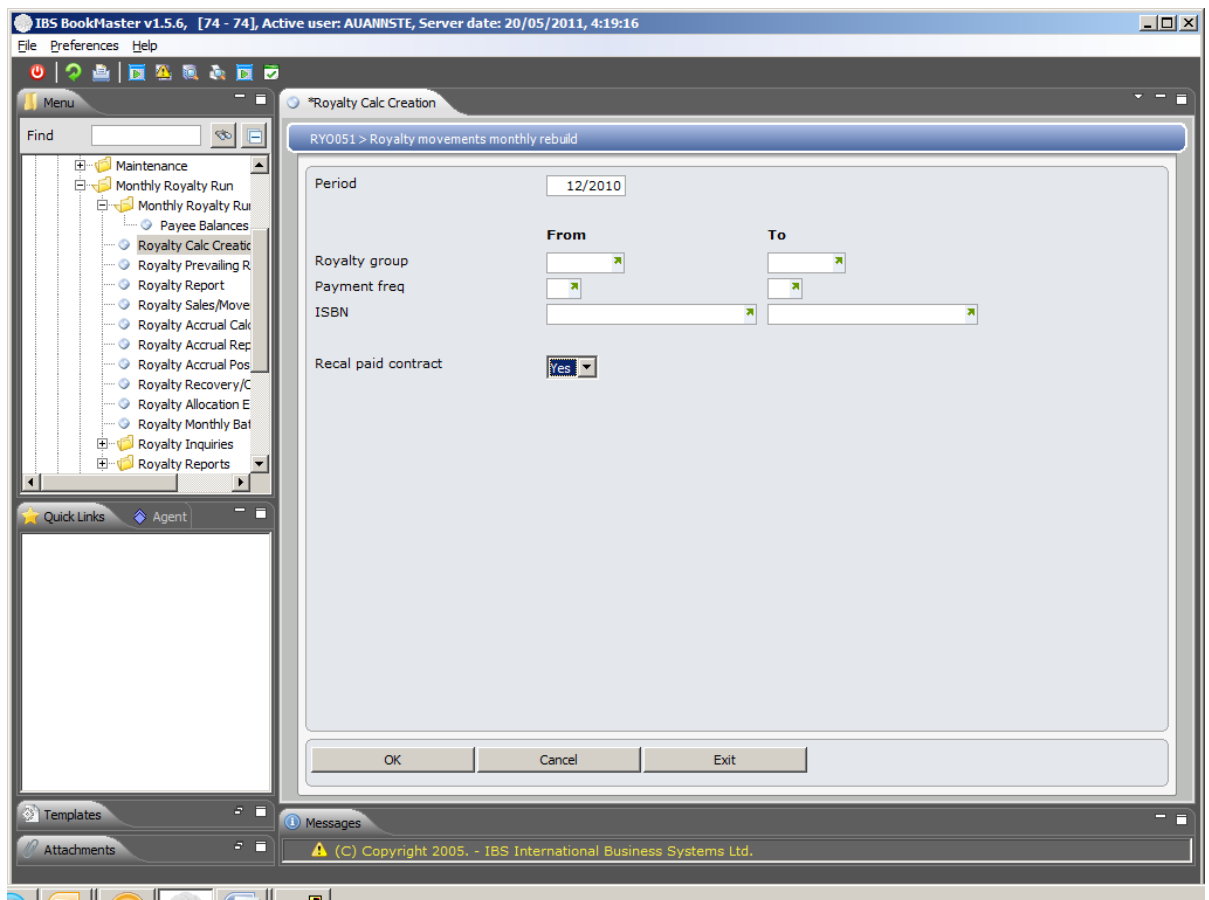 IBS BookMaster v1.5.6, [74 - 74], Active user: AUANNSTE, Server date: 20/05/2011, 4:19:16
File Preferences Help
Menu
Find
Maintenance
Monthly Royalty Run
Monthly Royalty Rur
Payee Balances
Royalty Calc Creatic
Royalty Prevailing R
Royalty Report
Royalty Sales/Move
Royalty Accrual Calc
Royalty Accrual Rep
Royalty Accrual Pos
Royalty Recovery/C
Royalty Allocation E
Royalty Monthly Bat
Royalty Inquiries
Royalty Reports
Quick Links Agent
Templates
Attachments
*Royalty Calc Creation
RYO051 > Royalty movements monthly rebuild
Period 12/2010
From To
Royalty group
Payment freq
ISBN
Recal paid contract Yes
OK Cancel Exit
Messages
(C) Copyright 2005. - IBS International Business Systems Ltd.